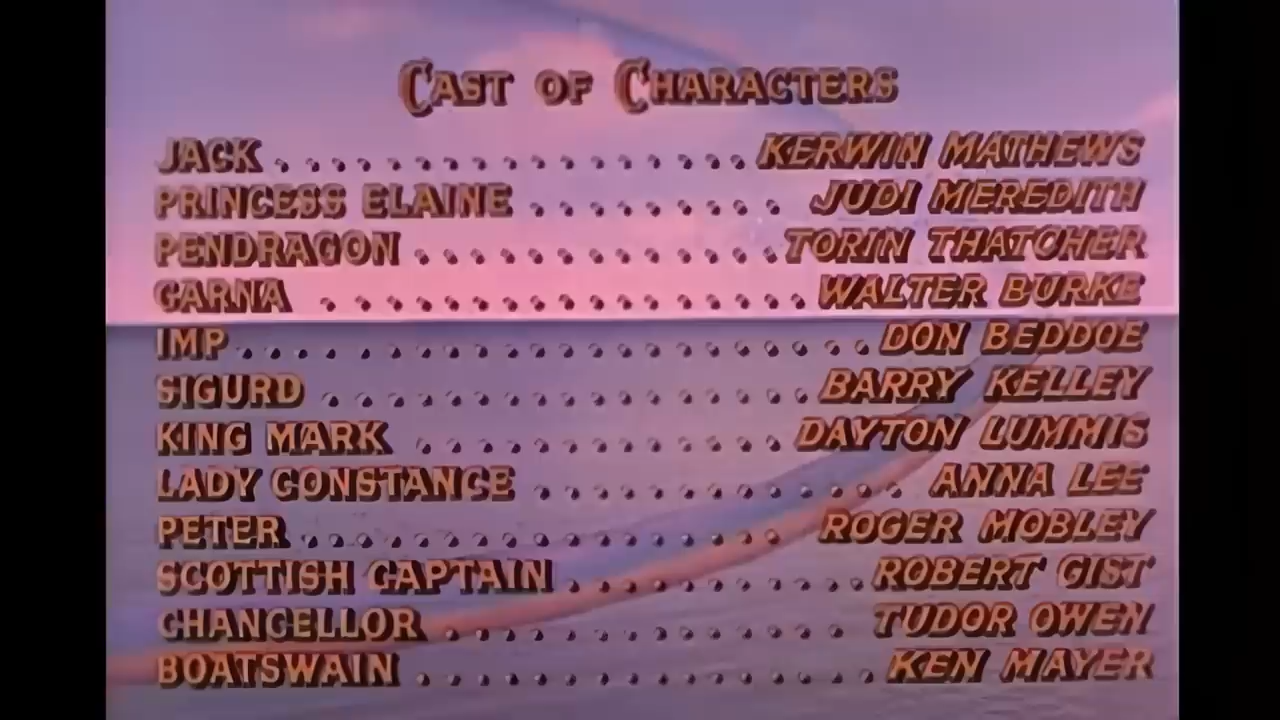 CAST OF CHARACTERS
JACK . . . . . . . . . . . . . . . . . KERWIN MATHEWS
PRINCESS ELAINE . . . . . . . . . JUDI MEREDITH
PENDRAGON . . . . . . . . . . . . . TORIN THATCHER
GARNA . . . . . . . . . . . . . . . . . WALTER BURKE
IMP . . . . . . . . . . . . . . . . . . . . . . DON BEDDOE
SIGURD . . . . . . . . . . . . . . . . . BARRY KELLEY
KING MARK . . . . . . . . . . . . . DAYTON LUMMIS
LADY CONSTANCE . . . . . . . . . . . . . ANNA LEE
PETER . . . . . . . . . . . . . . . . . ROGER MOBLEY
SCOTTISH CAPTAIN . . . . . . . . . . . ROBERT GIST
CHANCELLOR . . . . . . . . . . . . . . TUDOR OWEN
BOATSWAIN . . . . . . . . . . . . . . . . KEN MAYER